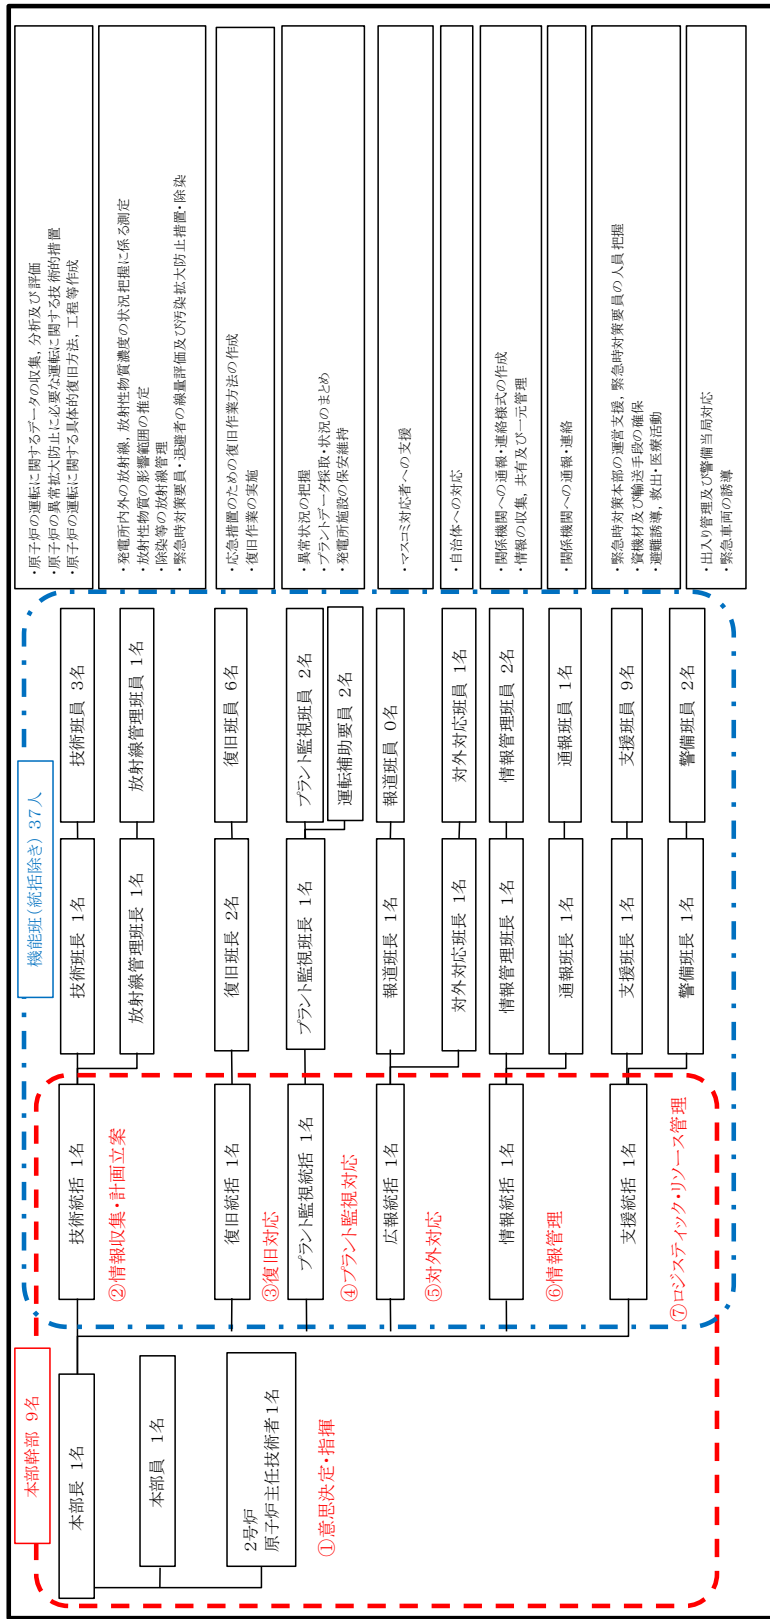 本部幹部 9名
機能班（統括除き） 37人
本部長 1名
本部員 1名
2号炉
原子炉主任技術者1名
①意思決定・指揮
技術統括 1名
②情報収集・計画立案
復旧統括 1名
③復旧対応
プラント監視統括 1名
④プラント監視対応
広報統括 1名
⑤対外対応
情報統括 1名
⑥情報管理
支援統括 1名
⑦ロジスティック・リソース管理
技術班長 1名
技術班員 3名
・原子炉の運転に関するデータの収集，分析及び評価
・原子炉の異常拡大防止に必要な運転に関する技術的措置
・原子炉の運転に関する具体的復旧方法，工程等作成
放射線管理班長 1名
放射線管理班員 1名
・発電所内外の放射線，放射性物質濃度の状況把握に係る測定
・放射性物質の影響範囲の推定
・除染等の放射線管理
・緊急時対策要員・退避者の線量評価及び汚染拡大防止措置・除染
復旧班長 2名
復旧班員 6名
・応急措置のための復旧作業方法の作成
・復旧作業の実施
プラント監視班長 1名
プラント監視班員 2名
運転補助要員 2名
・異常状況の把握
・プラントデータ採取・状況のまとめ
・発電所施設の保安維持
報道班長 1名
報道班員 0名
・マスコミ対応者への支援
対外対応班長 1名
対外対応班員 1名
・自治体への対応
情報管理班長 1名
情報管理班員 2名
・関係機関への通報・連絡様式の作成
・情報の収集，共有及び一元管理
通報班長 1名
通報班員 1名
・関係機関への通報・連絡
支援班長 1名
支援班員 9名
・緊急時対策本部の運営支援，緊急時対策要員の人員把握
・資機材及び輸送手段の確保
・避難誘導，救出・医療活動
警備班長 1名
警備班員 2名
・出入り管理及び警備当局対応
・緊急車両の誘導